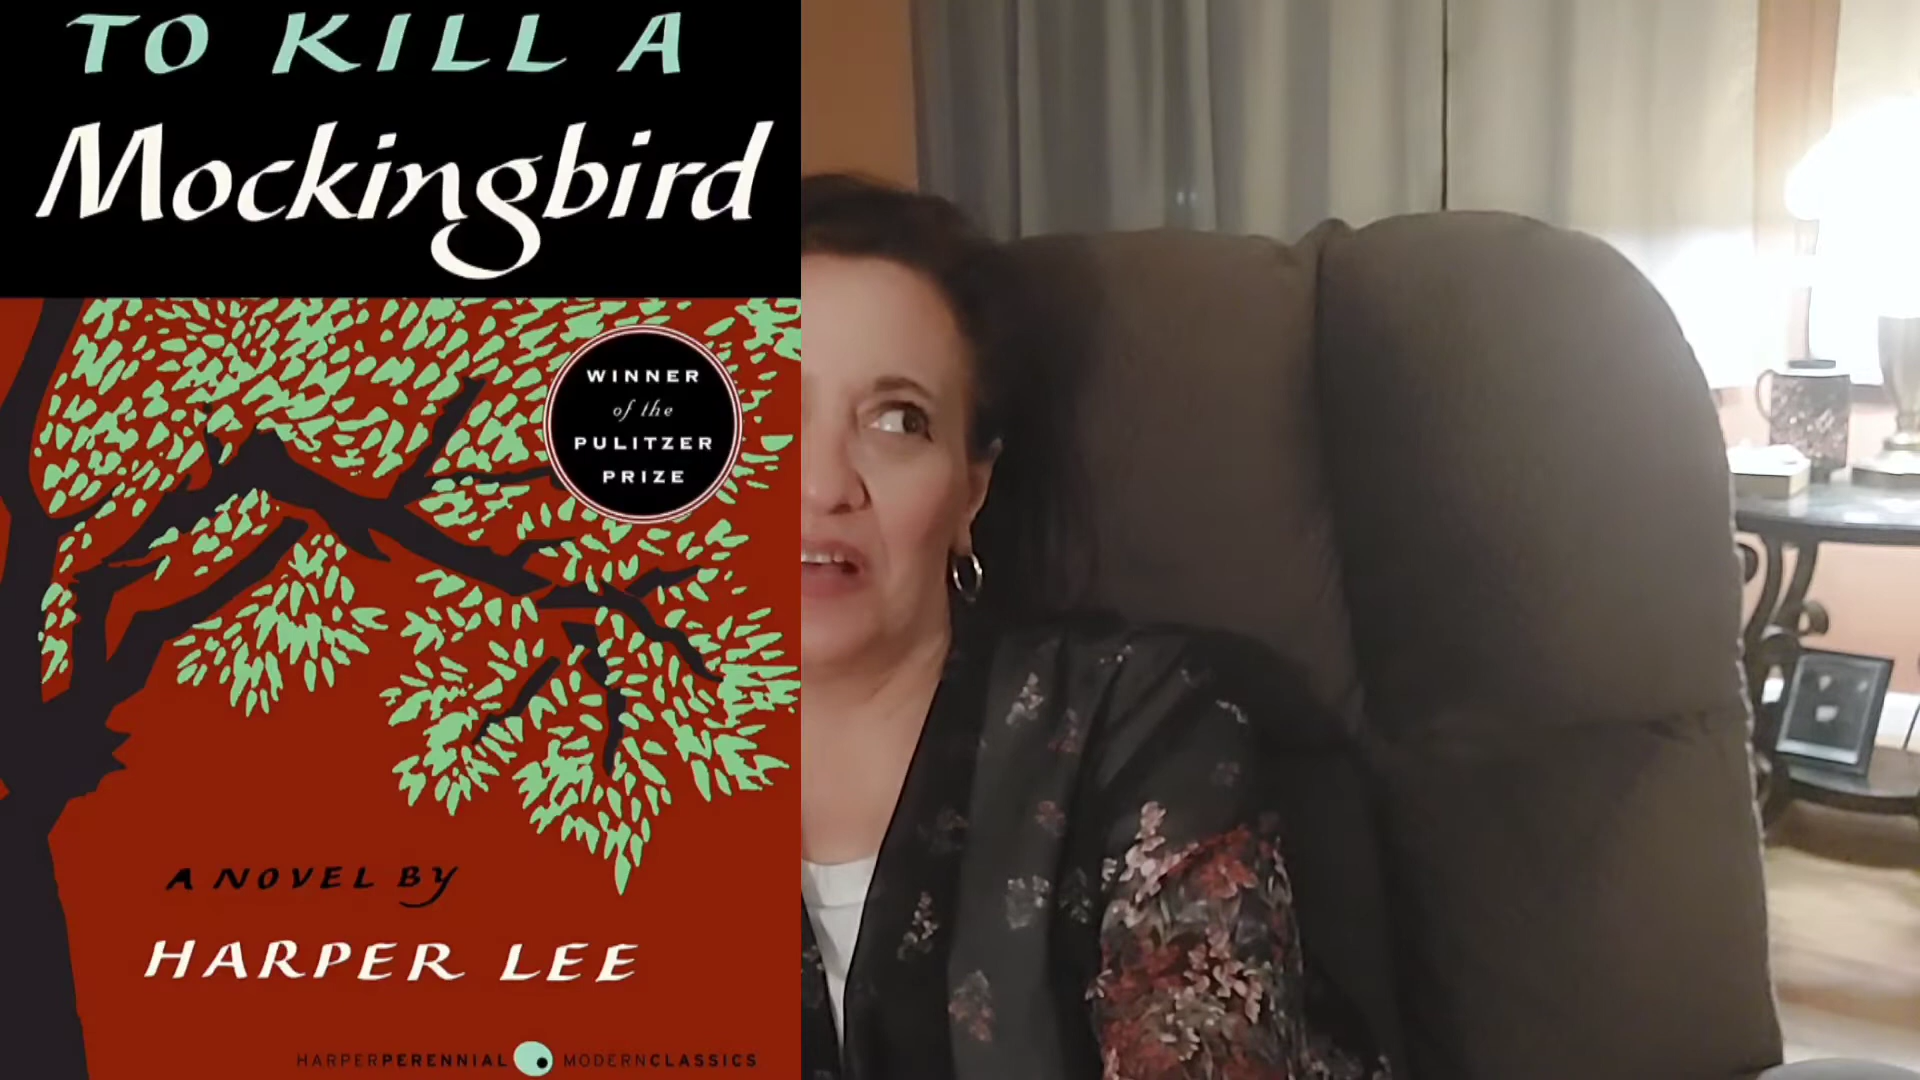 TO KILL A
Mockingbird
WINNER
of the
PULITZER
PRIZE
A NOVEL BY
HARPER LEE
HARPERPERENNIAL MODERNCLASSICS